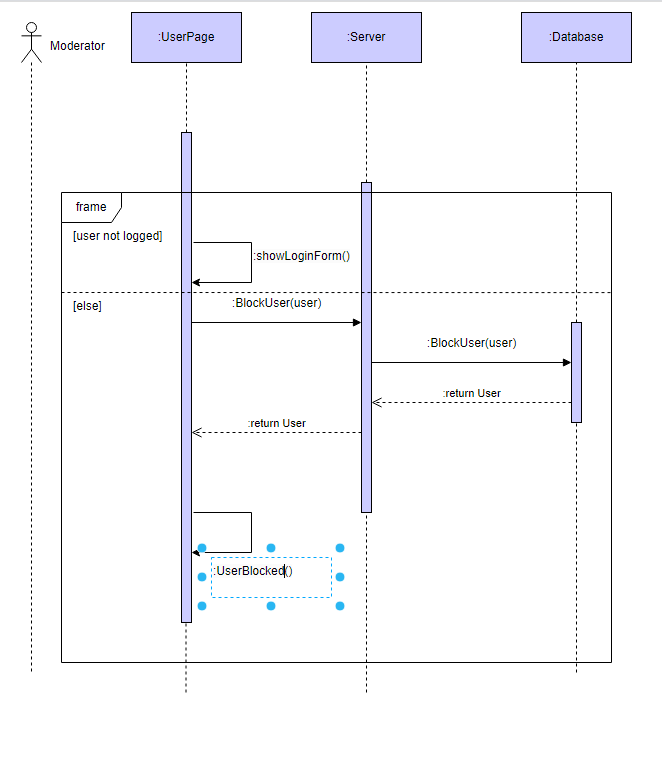 Moderator
:UserPage
:Server
:Database
frame
[user not logged]
:showLoginForm()
[else]
:BlockUser(user)
:BlockUser(user)
:return User
:return User
:UserBlocked()